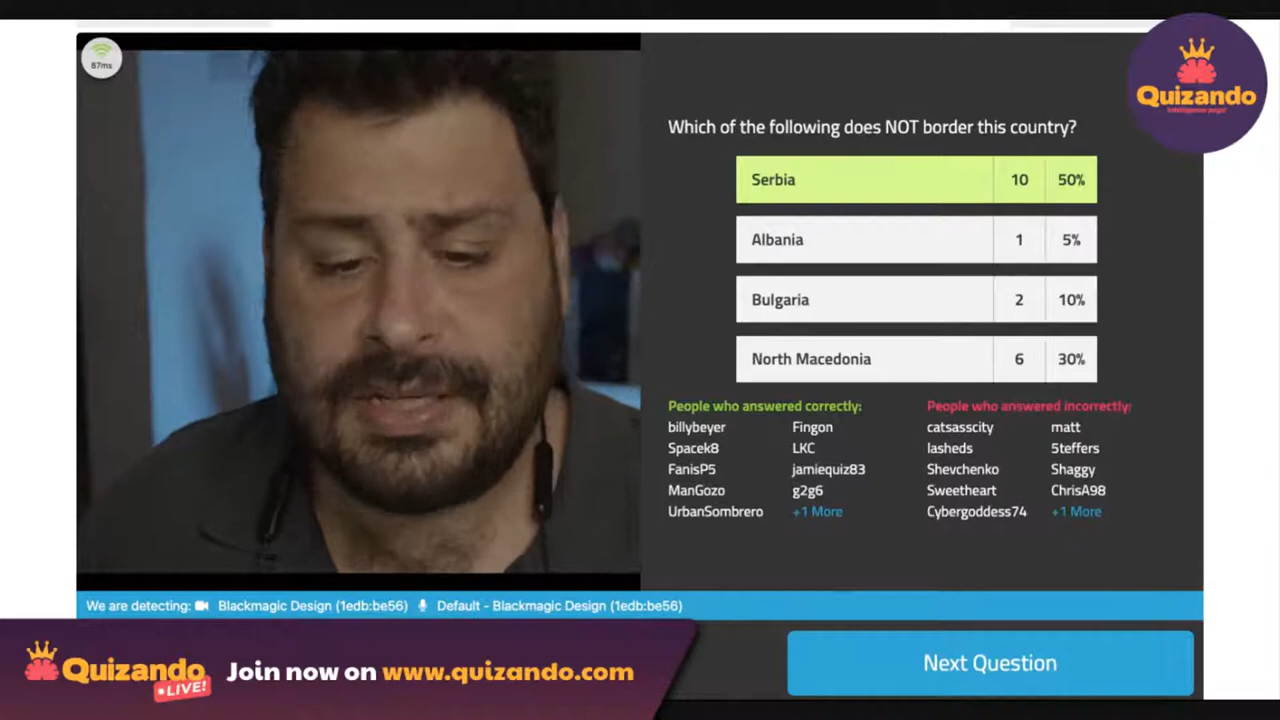 87ms
Quizando
Which of the following does NOT border this country?
Serbia 10 50%
Albania 1 5%
Bulgaria 2 10%
North Macedonia 6 30%
People who answered correctly: People who answered incorrectly:
billybeyer Fingon catsasscity matt
Spacek8 LKC lasheds 5teffers
FanisP5 jamiequiz83 Shevchenko Shaggy
ManGozo g2g6 Sweetheart ChrisA98
UrbanSombrero +1 More Cybergoddess74 +1 More
We are detecting: Blackmagic Design (1edb:be56) Default - Blackmagic Design (1edb:be56)
Quizando LIVE! Join now on www.quizando.com
Next Question